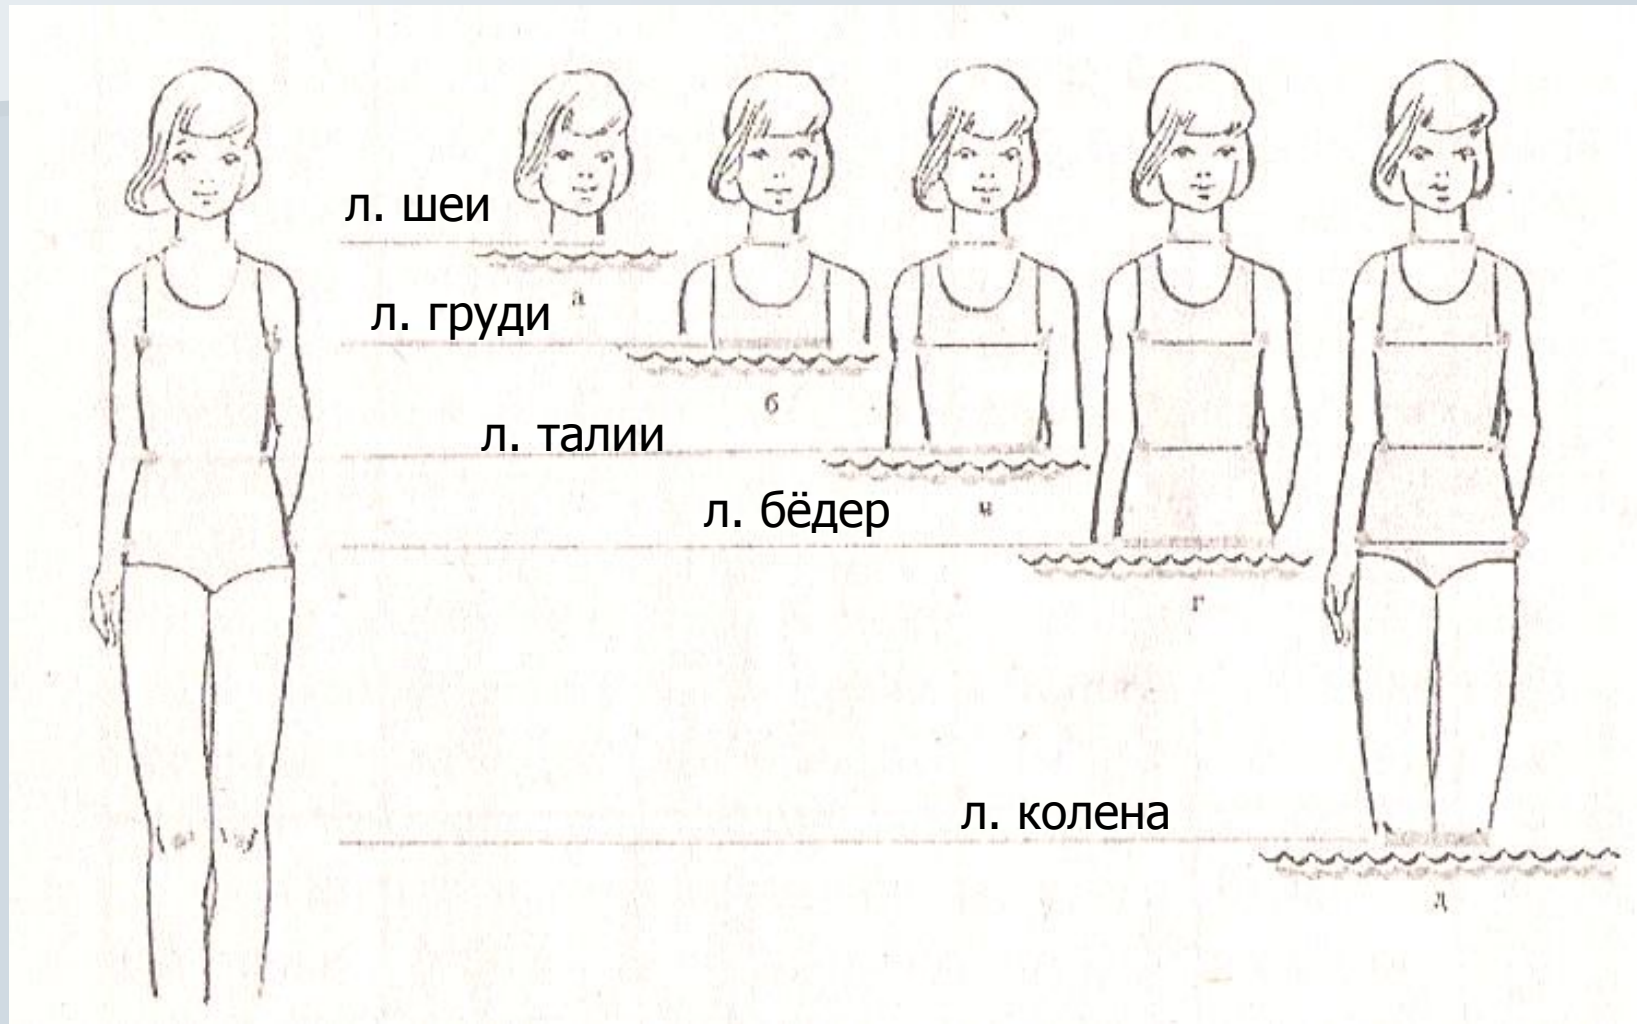 л. шеи
а
л. груди
б
л. талии
л. бёдер
г
л. колена
д